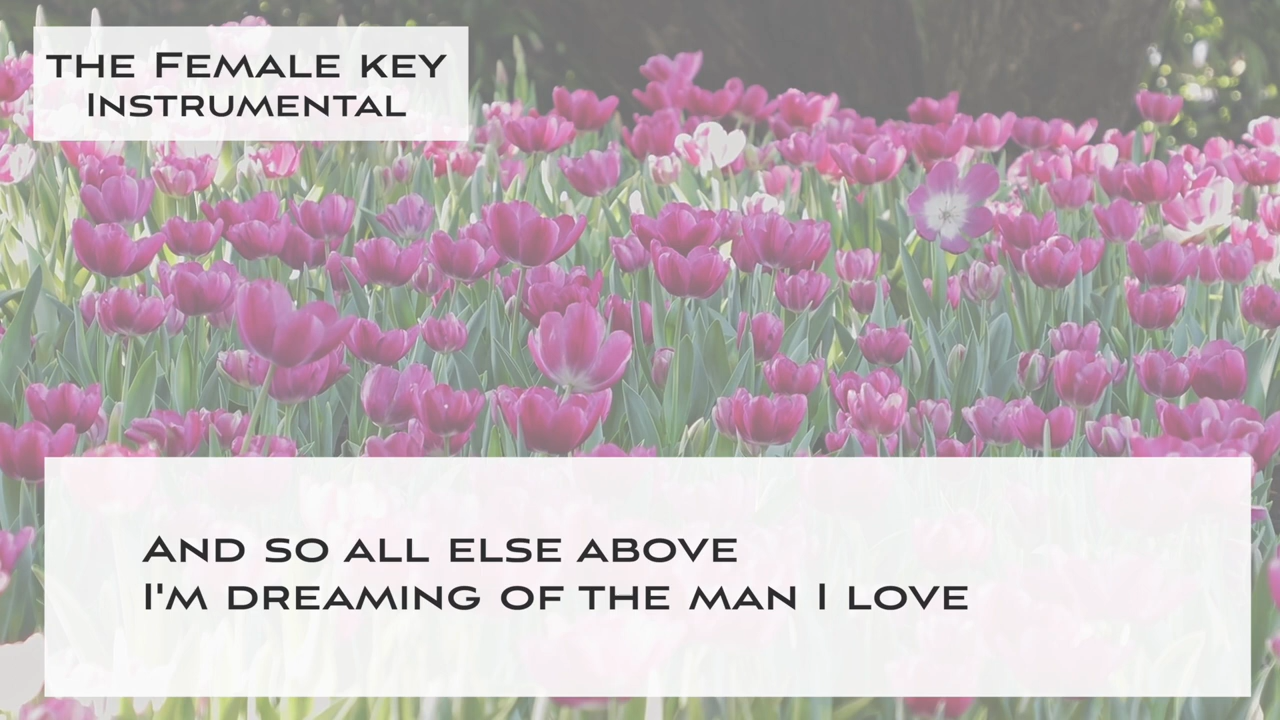 THE FEMALE KEY
INSTRUMENTAL
AND SO ALL ELSE ABOVE
I'M DREAMING OF THE MAN I LOVE